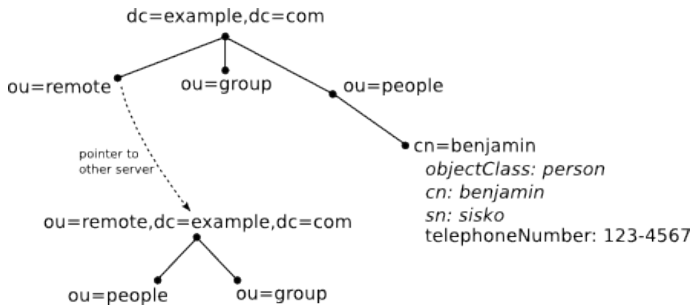 dc=example,dc=com
ou=remote
ou=group
ou=people
cn=benjamin
objectClass: person
cn: benjamin
sn: sisko
telephoneNumber: 123-4567
pointer to
other server
ou=remote,dc=example,dc=com
ou=people
ou=group